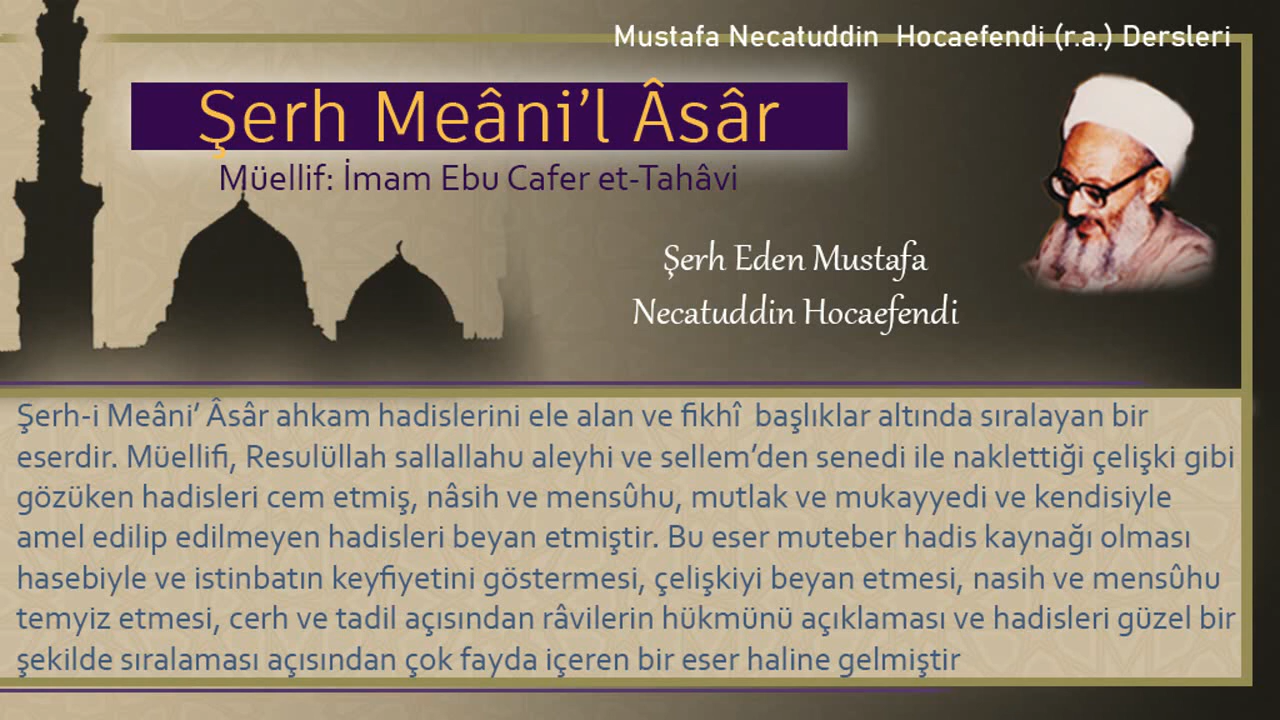 Mustafa Necatuddin Hocaefendi (r.a.) Dersleri
Şerh Meâni’l Âsâr
Müellif: İmam Ebu Cafer et-Tahâvi
Şerh Eden Mustafa
Necatuddin Hocaefendi
Şerh-i Meâni’ Âsâr ahkam hadislerini ele alan ve fikhî başlıklar altında sıralayan bir
eserdir. Müellifi, Resulüllah sallallahu aleyhi ve sellem’den senedi ile naklettiği çelişki gibi
gözüken hadisleri cem etmiş, nâsih ve mensûhu, mutlak ve mukayyedi ve kendisiyle
amel edilip edilmeyen hadisleri beyan etmiştir. Bu eser muteber hadis kaynağı olması
hasebiyle ve istinbatın keyfiyetini göstermesi, çelişkiyi beyan etmesi, nasih ve mensûhu
temyiz etmesi, cerh ve tadil açısından râvilerin hükmünü açıklaması ve hadisleri güzel bir
şekilde sıralaması açısından çok fayda içeren bir eser haline gelmiştir